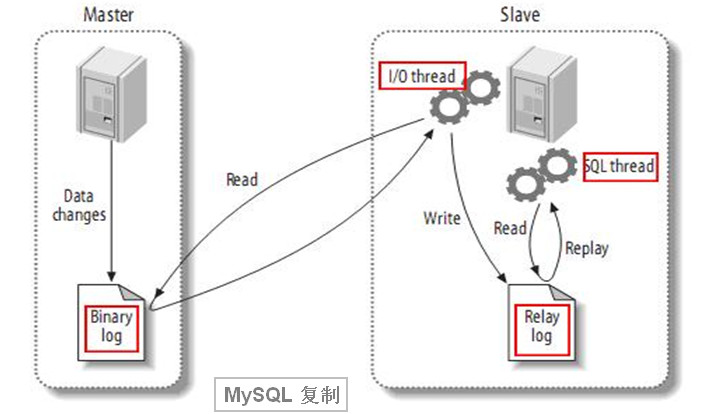 Master
Slave
I/O thread
SQL thread
Data
changes
Read
Write
Read
Replay
Binary
log
Relay
log
MySQL 复制